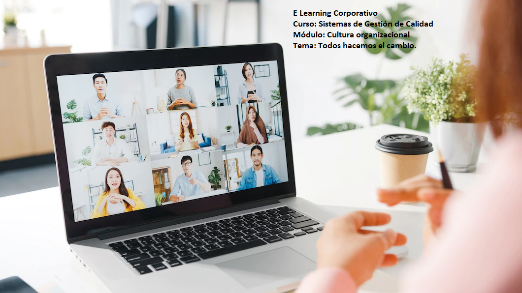 E Learning Corporativo
Curso: Sistemas de Gestión de Calidad
Módulo: Cultura organizacional
Tema: Todos hacemos el cambio.